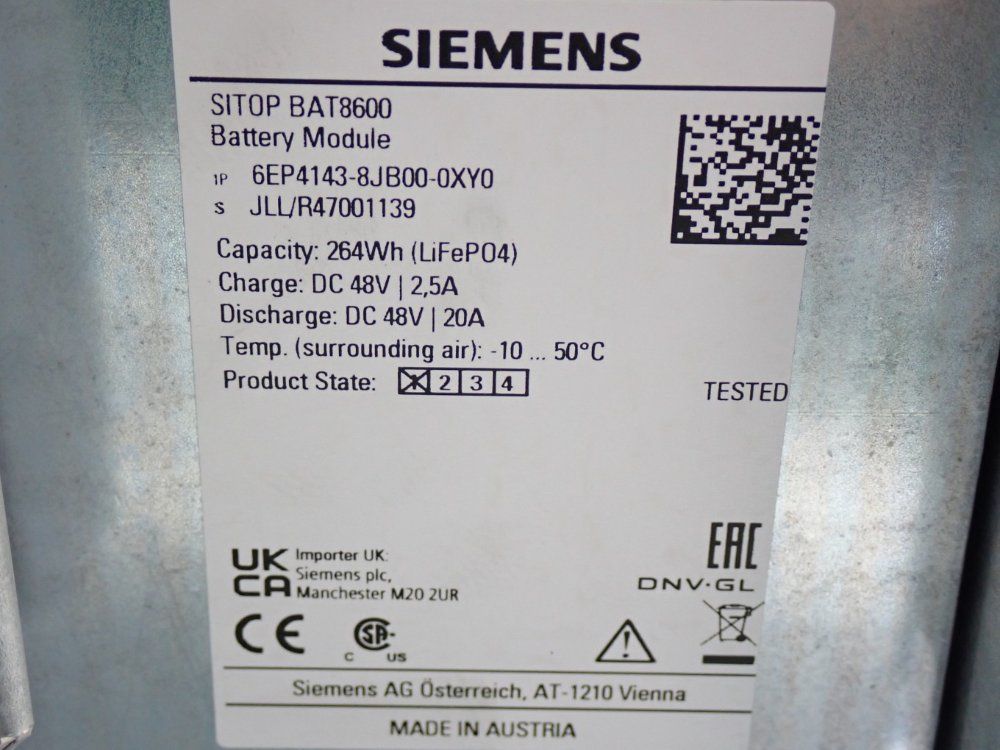 SIEMENS
SITOP BAT8600
Battery Module
1P 6EP4143-8JB00-0XY0
S JLL/R47001139
Capacity: 264Wh (LiFePO4)
Charge: DC 48V | 2,5A
Discharge: DC 48V | 20A
Temp. (surrounding air): -10 ... 50°C
Product State: 1 2 3 4
TESTED
EAC
UK CA Importer UK:
Siemens plc,
Manchester M20 2UR
DNV·GL
CE
C SA US
Siemens AG Österreich, AT-1210 Vienna
MADE IN AUSTRIA